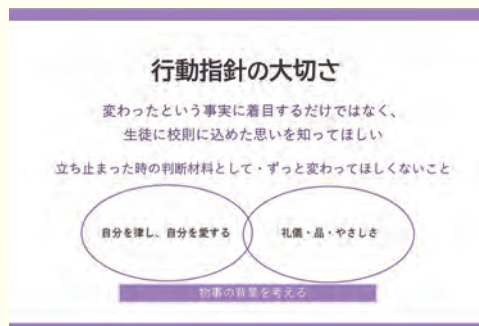 行動指針の大切さ
変わったという事実に着目するだけではなく、
生徒に校則に込めた思いを知ってほしい
立ち止まった時の判断材料として・ずっと変わってほしくないこと
自分を律し、自分を愛する
礼儀・品・やさしさ
物事の背景を考える